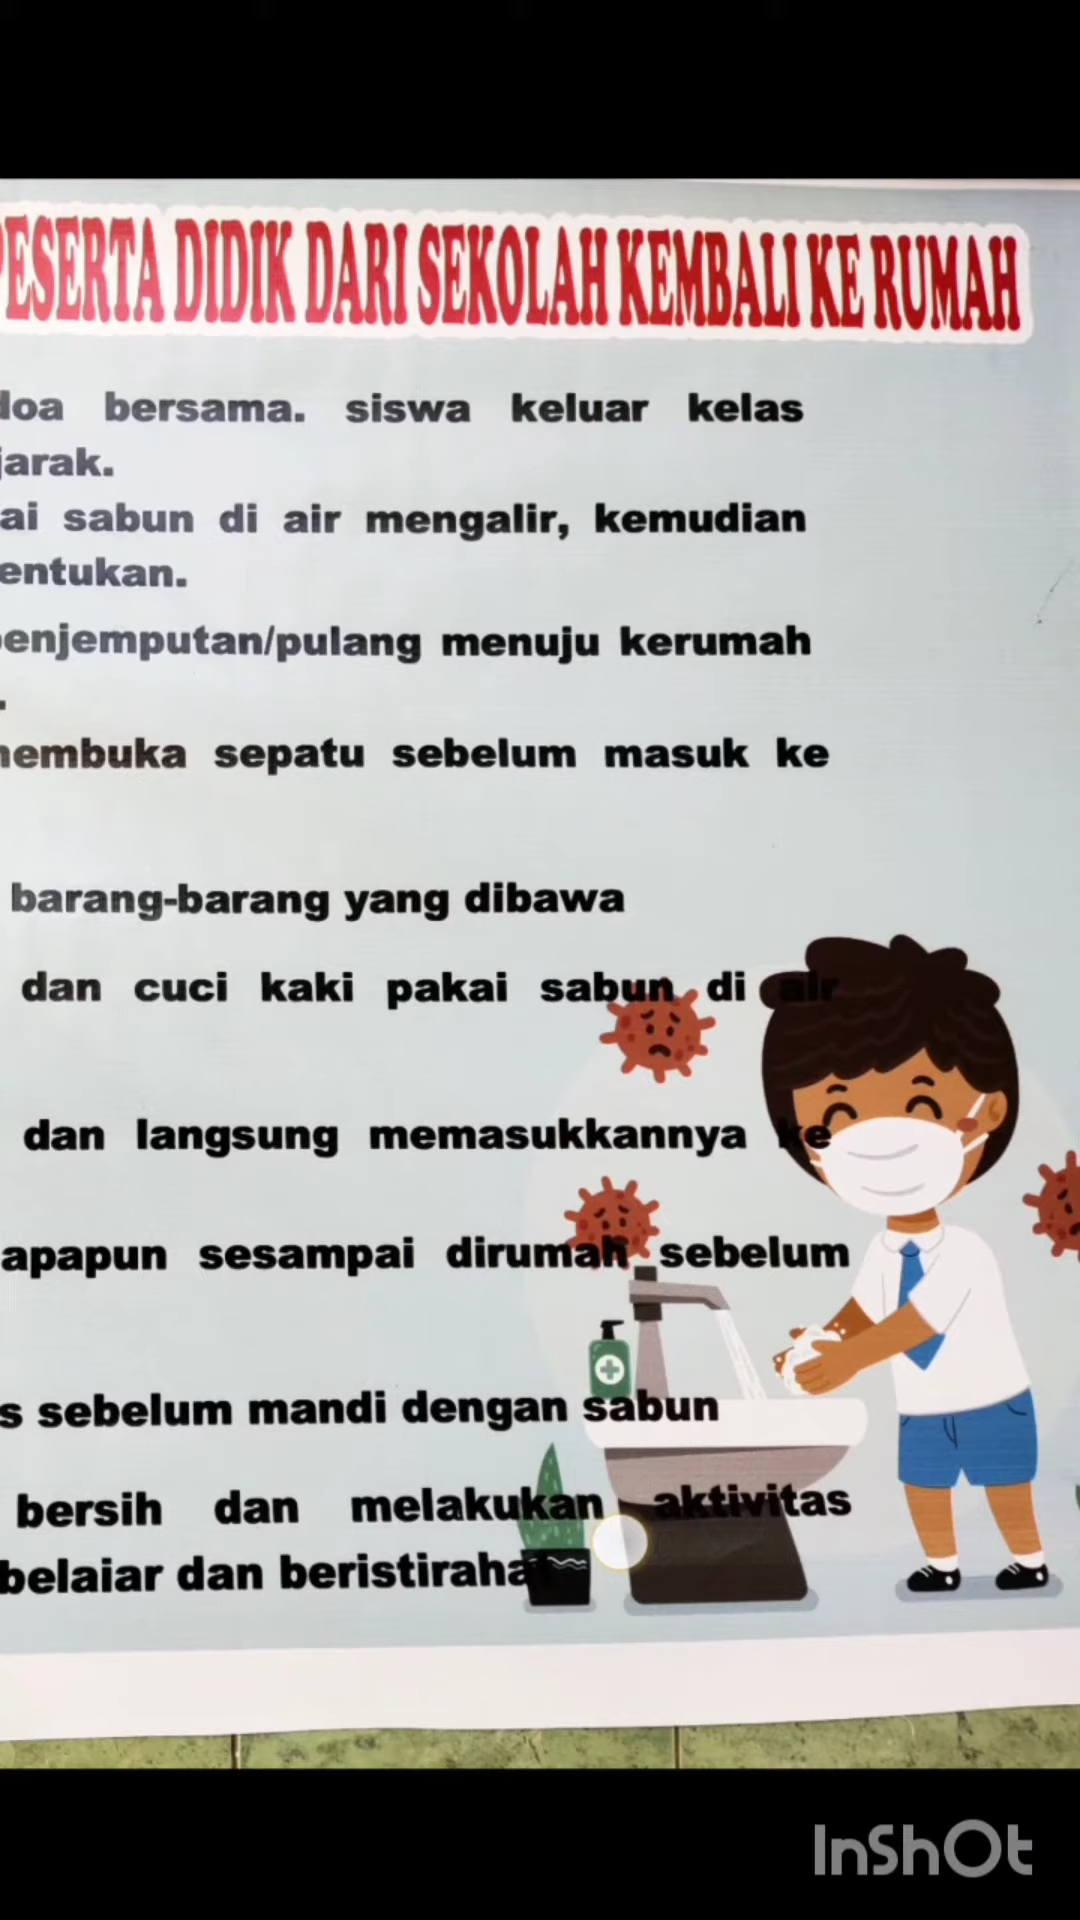 PESERTA DIDIK DARI SEKOLAH KEMBALI KE RUMAH
doa bersama. siswa keluar kelas
jarak.
ai sabun di air mengalir, kemudian
entukan.
penjemputan/pulang menuju kerumah
.
membuka sepatu sebelum masuk ke
barang-barang yang dibawa
dan cuci kaki pakai sabun di air
dan langsung memasukkannya ke
apapun sesampai dirumah sebelum
s sebelum mandi dengan sabun
bersih dan melakukan aktivitas
belajar dan beristirahat
InShOt